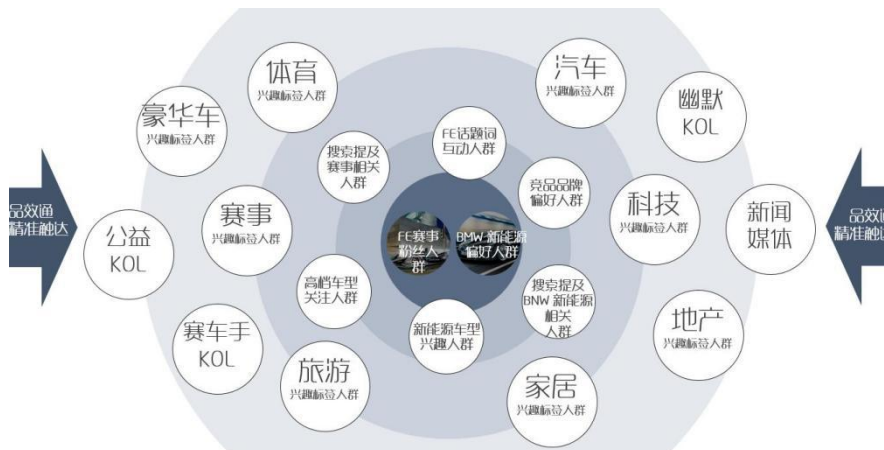 体育
兴趣标签人群
汽车
兴趣标签人群
豪华车
兴趣标签人群
幽默
KOL
FE话题词
互动人群
搜索提及
赛事相关
人群
竞品品牌
偏好人群
品效通
精准触达
赛事
兴趣标签人群
科技
兴趣标签人群
公益
KOL
新闻
媒体
FE赛事
粉丝人
群
BMW 新能源
偏好人群
品效通
精准触达
高档车型
关注人群
搜索提及
BNW 新能源
相关
人群
赛车手
KOL
新能源车型
兴趣人群
地产
兴趣标签人群
旅游
兴趣标签人群
家居
兴趣标签人群